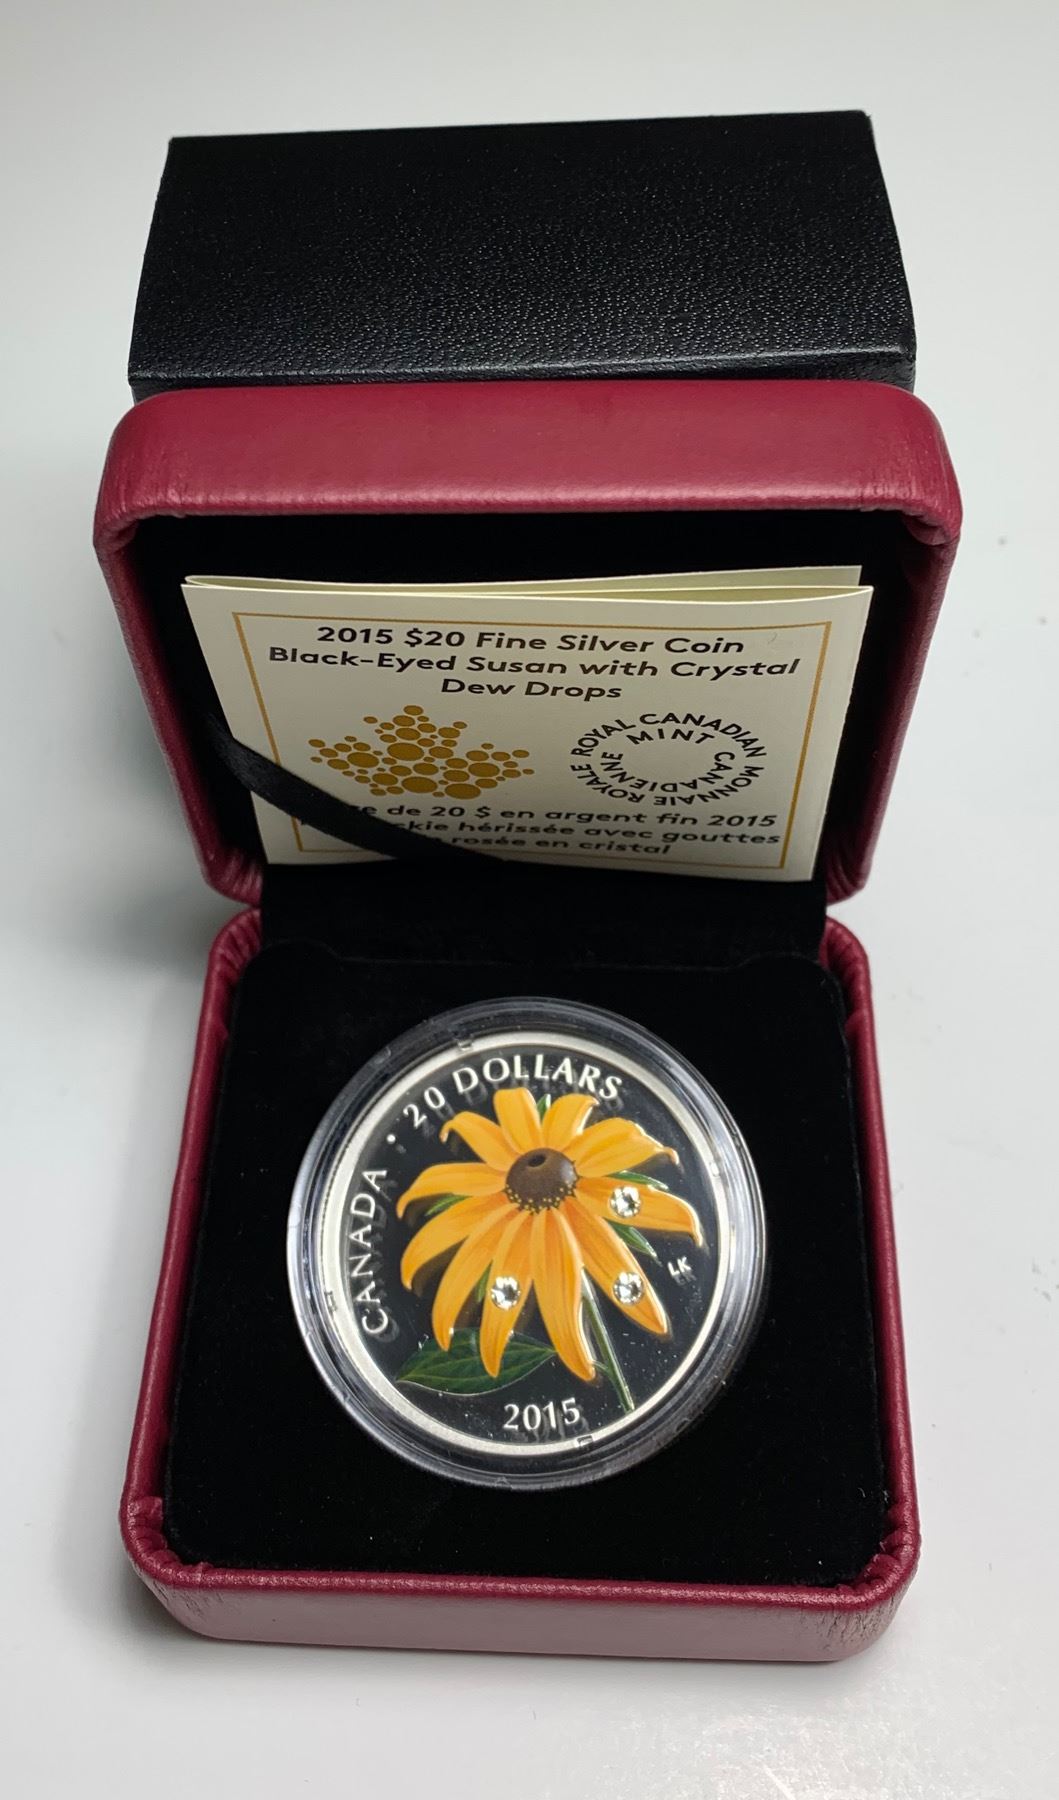 2015 $20 Fine Silver Coin
Black-Eyed Susan with Crystal
Dew Drops
ROYAL CANADIAN MINT
MONNAIE ROYALE CANADIENNE
de 20 $ en argent fin 2015
hérissée avec gouttes
rosée en cristal
CANADA • 20 DOLLARS
LK
2015